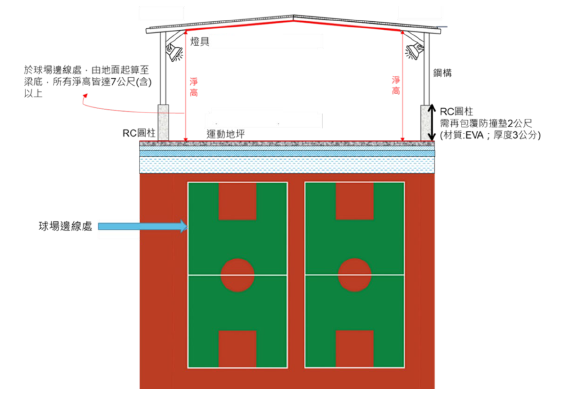 燈具
於球場邊線處，由地面起算至
梁底，所有淨高皆達7公尺(含)
以上
淨高
淨高
鋼構
RC圓柱
RC圓柱
需再包覆防撞墊2公尺
(材質:EVA；厚度3公分)
運動地坪
球場邊線處